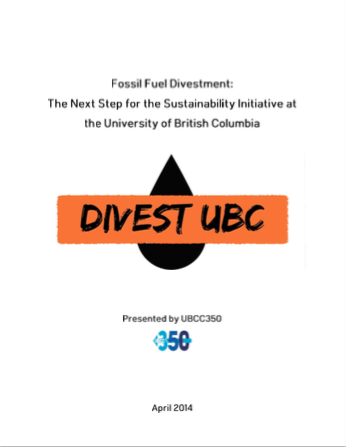 Fossil Fuel Divestment:
The Next Step for the Sustainability Initiative at
the University of British Columbia
DIVEST UBC
Presented by UBCC350
350
April 2014